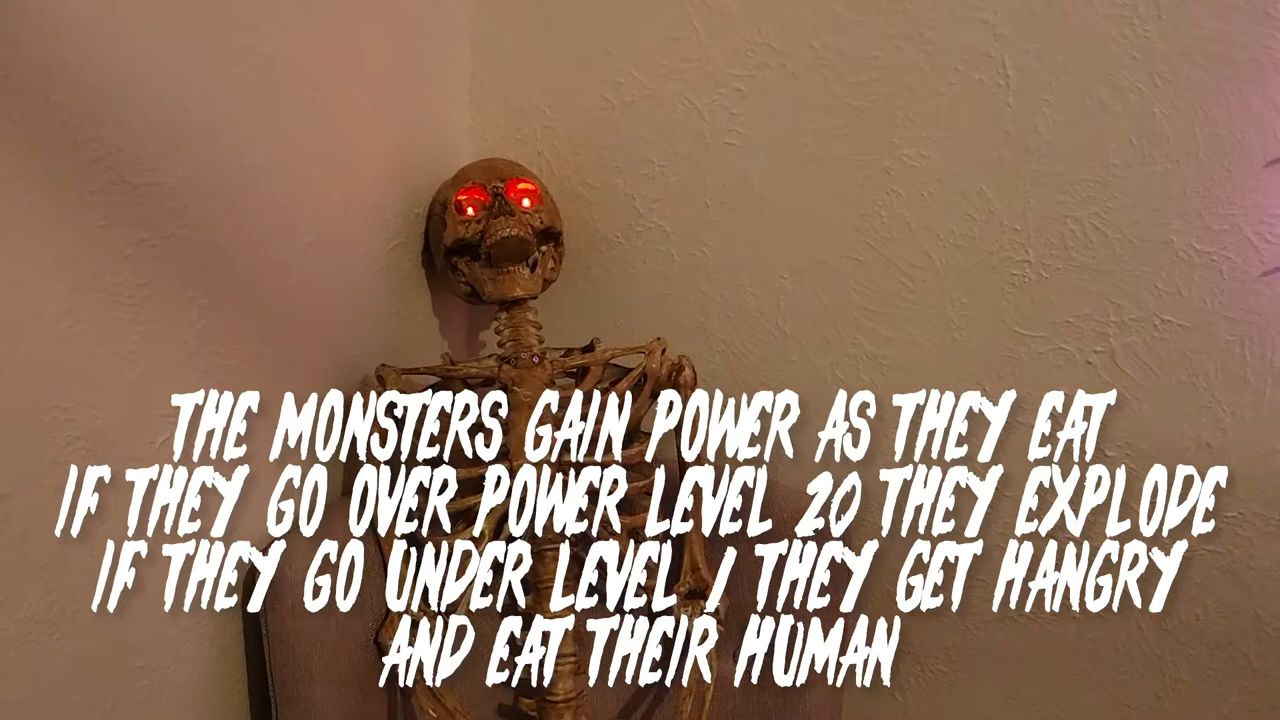 THE MONSTERS GAIN POWER AS THEY EAT
IF THEY GO OVER POWER LEVEL 20 THEY EXPLODE
IF THEY GO UNDER LEVEL 1 THEY GET HANGRY
AND EAT THEIR HUMAN